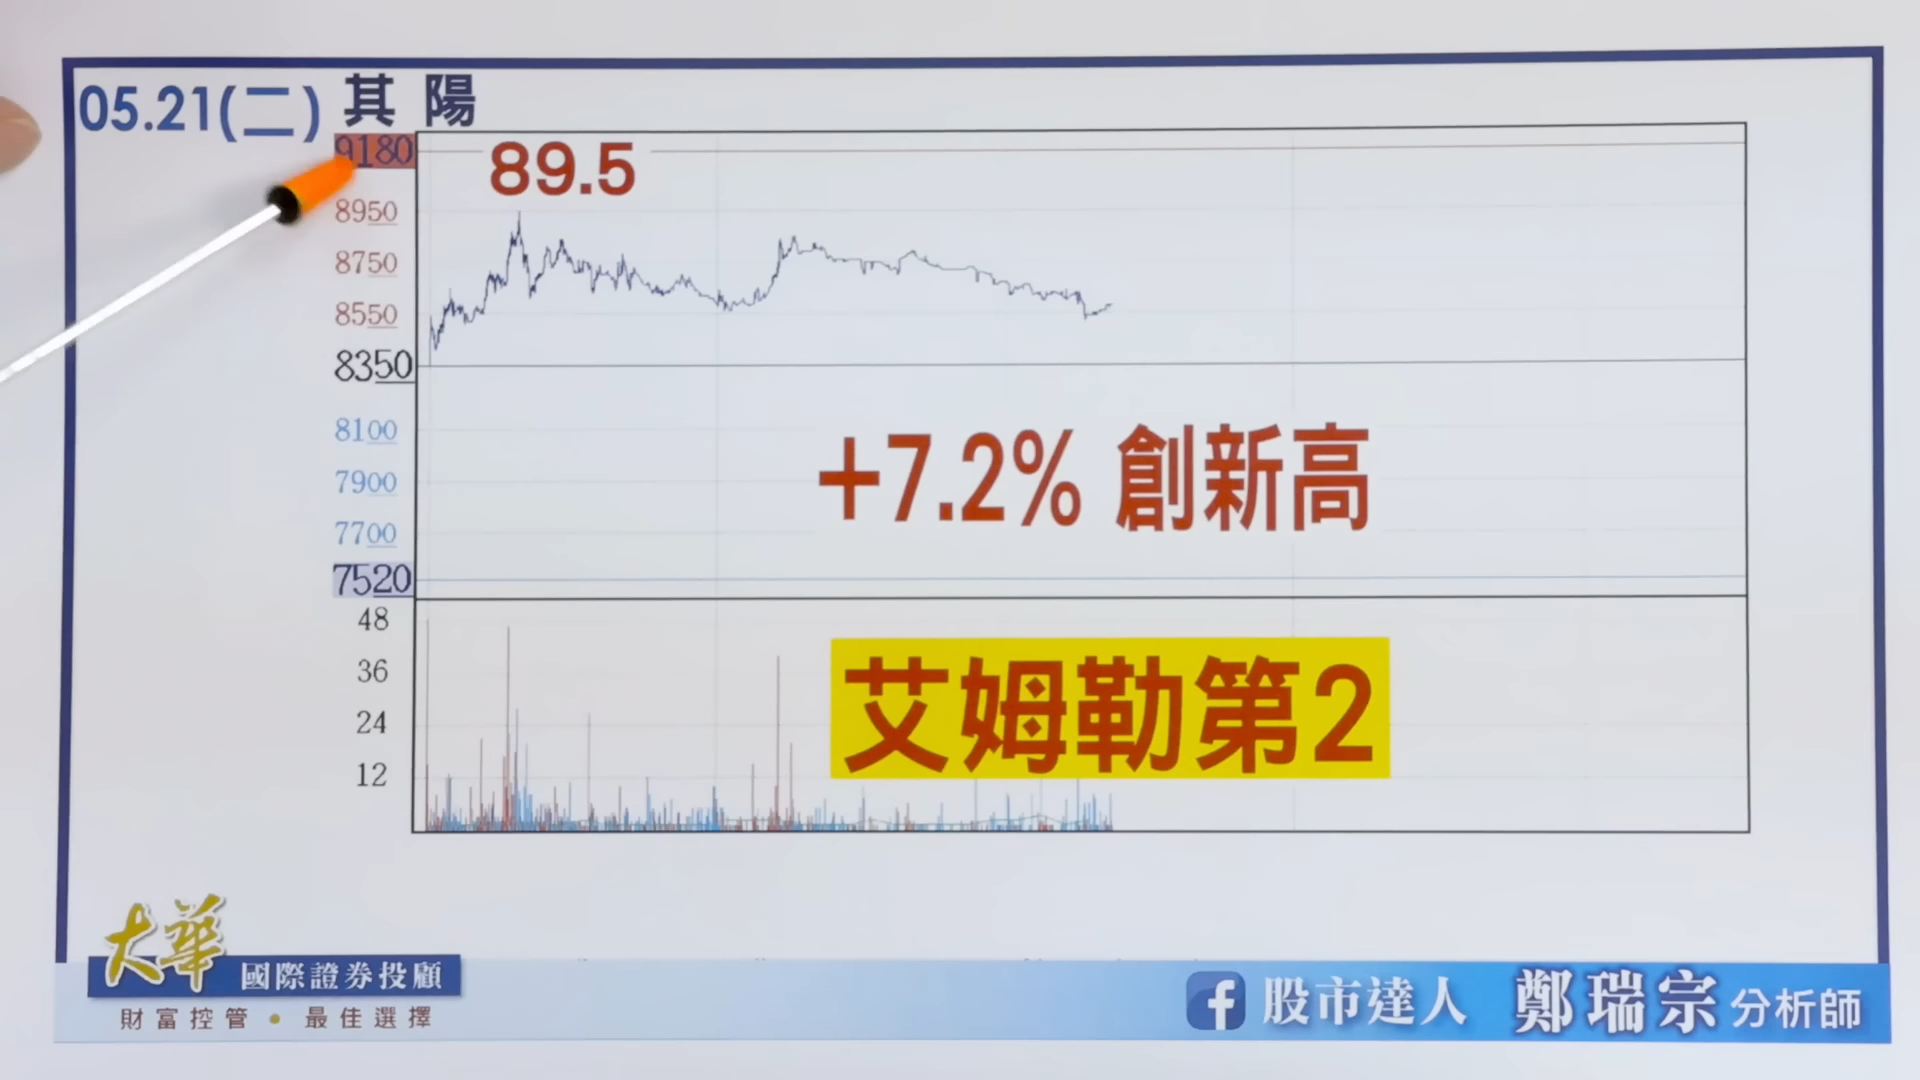 05.21(二) 其陽
9180
89.5
8950
8750
8550
8350
8100
+7.2% 創新高
7900
7700
7520
48
36
艾姆勒第2
24
12
大華
國際證券投顧
財富控管・最佳選擇
f 股市達人 鄭瑞宗 分析師